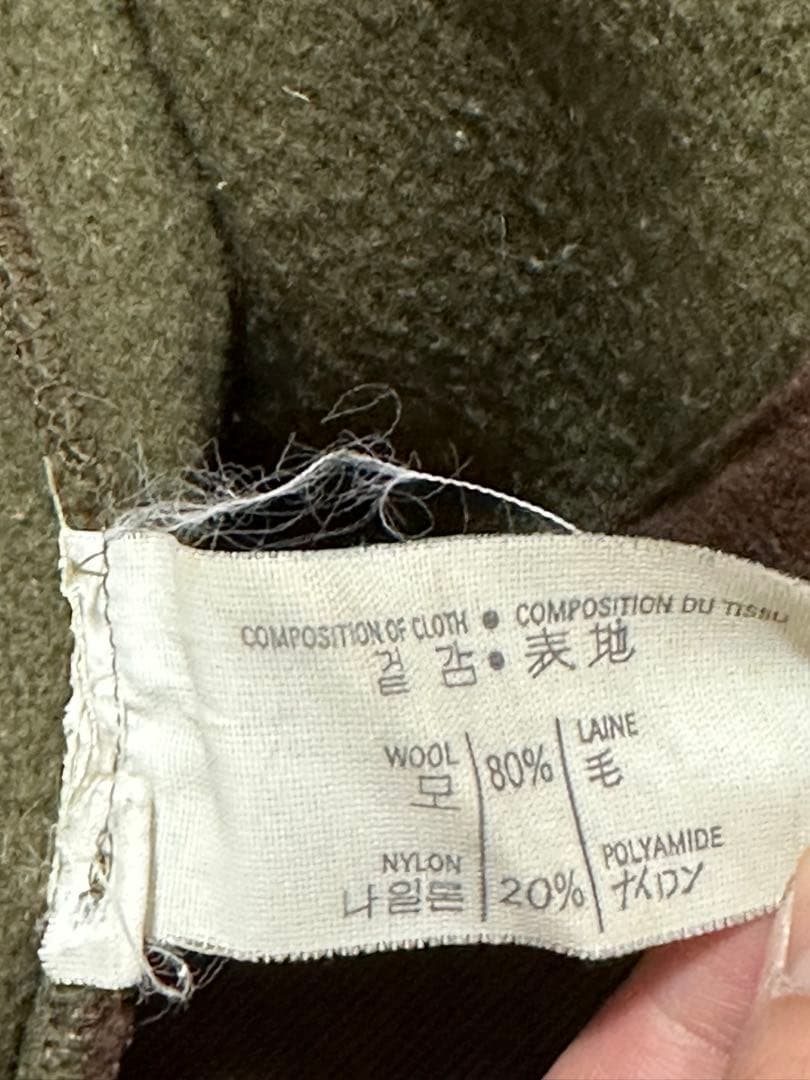 COMPOSITION OF CLOTH ● COMPOSITION DU TISSU
겉 감 ● 表地
WOOL 80% LAINE
모 毛
NYLON 20% POLYAMIDE
나일론 ナイロン